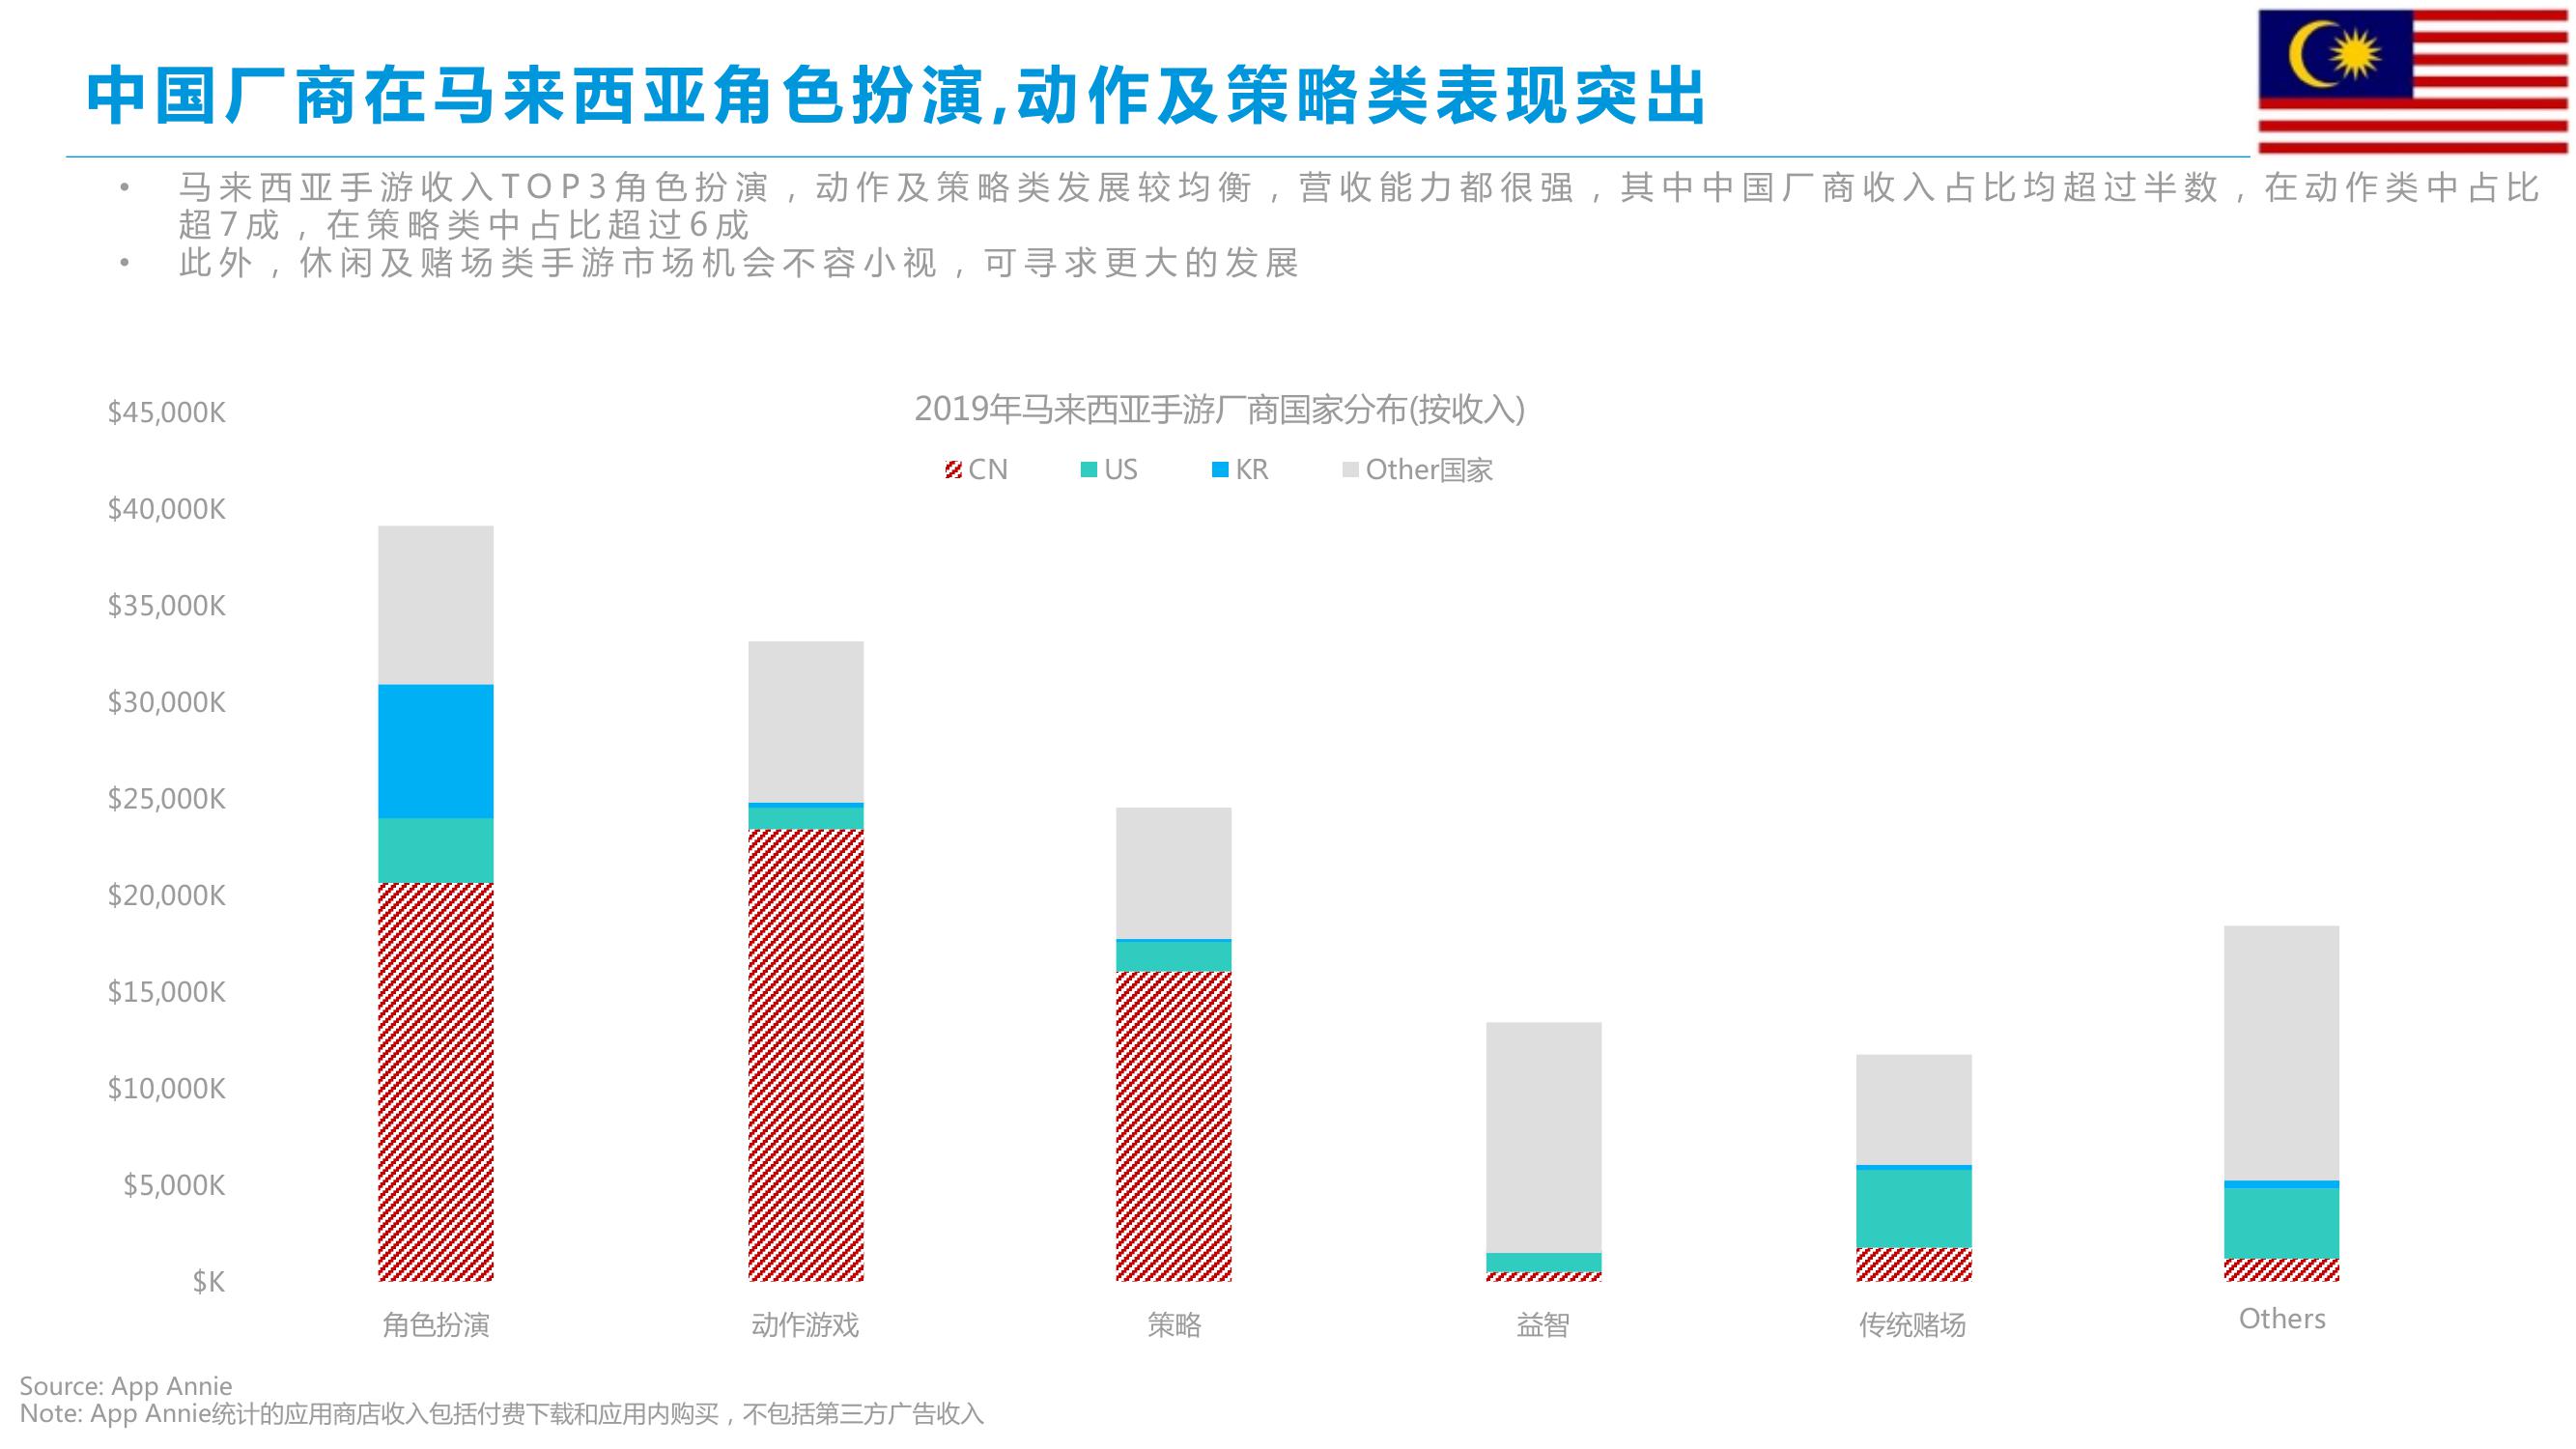 中国厂商在马来西亚角色扮演,动作及策略类表现突出
• 马来西亚手游收入TOP3角色扮演，动作及策略类发展较均衡，营收能力都很强，其中中国厂商收入占比均超过半数，在动作类中占比
超7成，在策略类中占比超过6成
• 此外，休闲及赌场类手游市场机会不容小视，可寻求更大的发展
2019年马来西亚手游厂商国家分布(按收入)
CN US KR Other国家
$45,000K
$40,000K
$35,000K
$30,000K
$25,000K
$20,000K
$15,000K
$10,000K
$5,000K
$K
角色扮演 动作游戏 策略 益智 传统赌场 Others
Source: App Annie
Note: App Annie统计的应用商店收入包括付费下载和应用内购买，不包括第三方广告收入